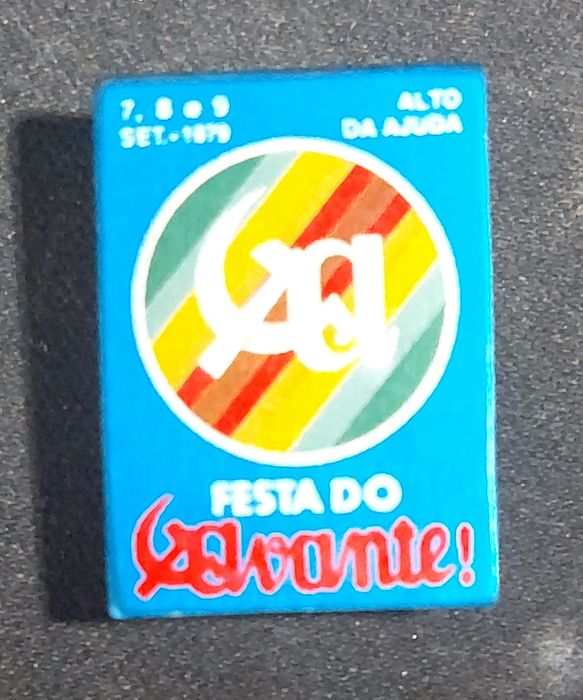 7, 8 e 9
SET.-1979
ALTO
DA AJUDA
FESTA DO
Avante!